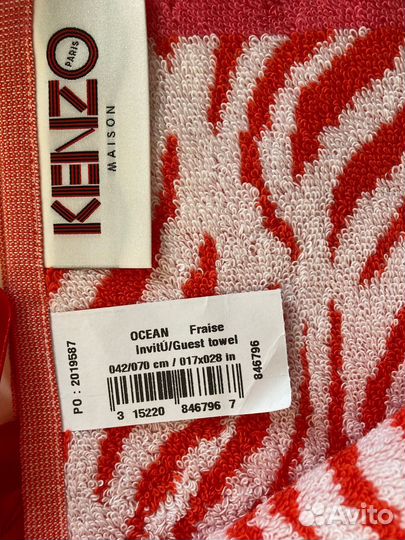 KENZO
PARIS
MAISON
OCEAN Fraise
InvitÚ/Guest towel
042/070 cm / 017x028 in
3 15220 846796 7
PO : 2019597
846796
Avito